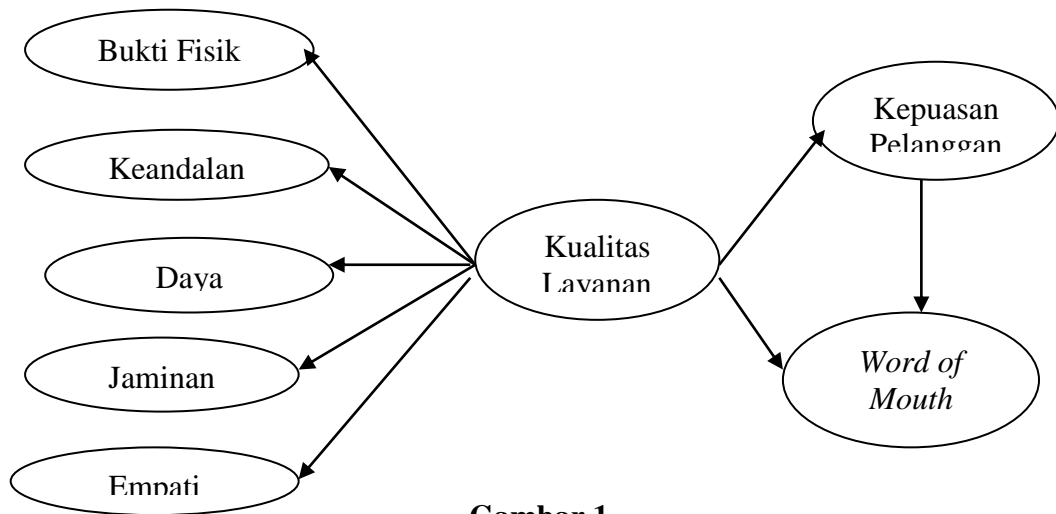 Bukti Fisik
Keandalan
Daya
Jaminan
Empati
Kualitas
Layanan
Kepuasan
Pelanggan
Word of
Mouth
Gambar 1